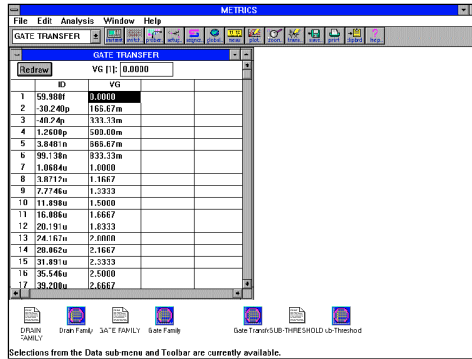 METRICS
File Edit Analysis Window Help
GATE TRANSFER
GATE TRANSFER
Redraw VG [1]: 0.0000
ID VG
1 59.980f 0.0000
2 -30.240p 166.67m
3 -40.24p 333.33m
4 1.2600p 500.00m
5 3.8481n 666.67m
6 99.138n 833.33m
7 1.0684u 1.0000
8 3.8712u 1.1667
9 7.7746u 1.3333
10 11.898u 1.5000
11 16.086u 1.6667
12 20.191u 1.8333
13 24.167u 2.0000
14 28.062u 2.1667
15 31.891u 2.3333
16 35.546u 2.5000
17 39.200u 2.6667
DRAIN FAMILY Drain Family GATE FAMILY Gate Family Gate Transfr SUB-THRESHOLD ub-Threshold
Selections from the Data sub-menu and Toolbar are currently available.